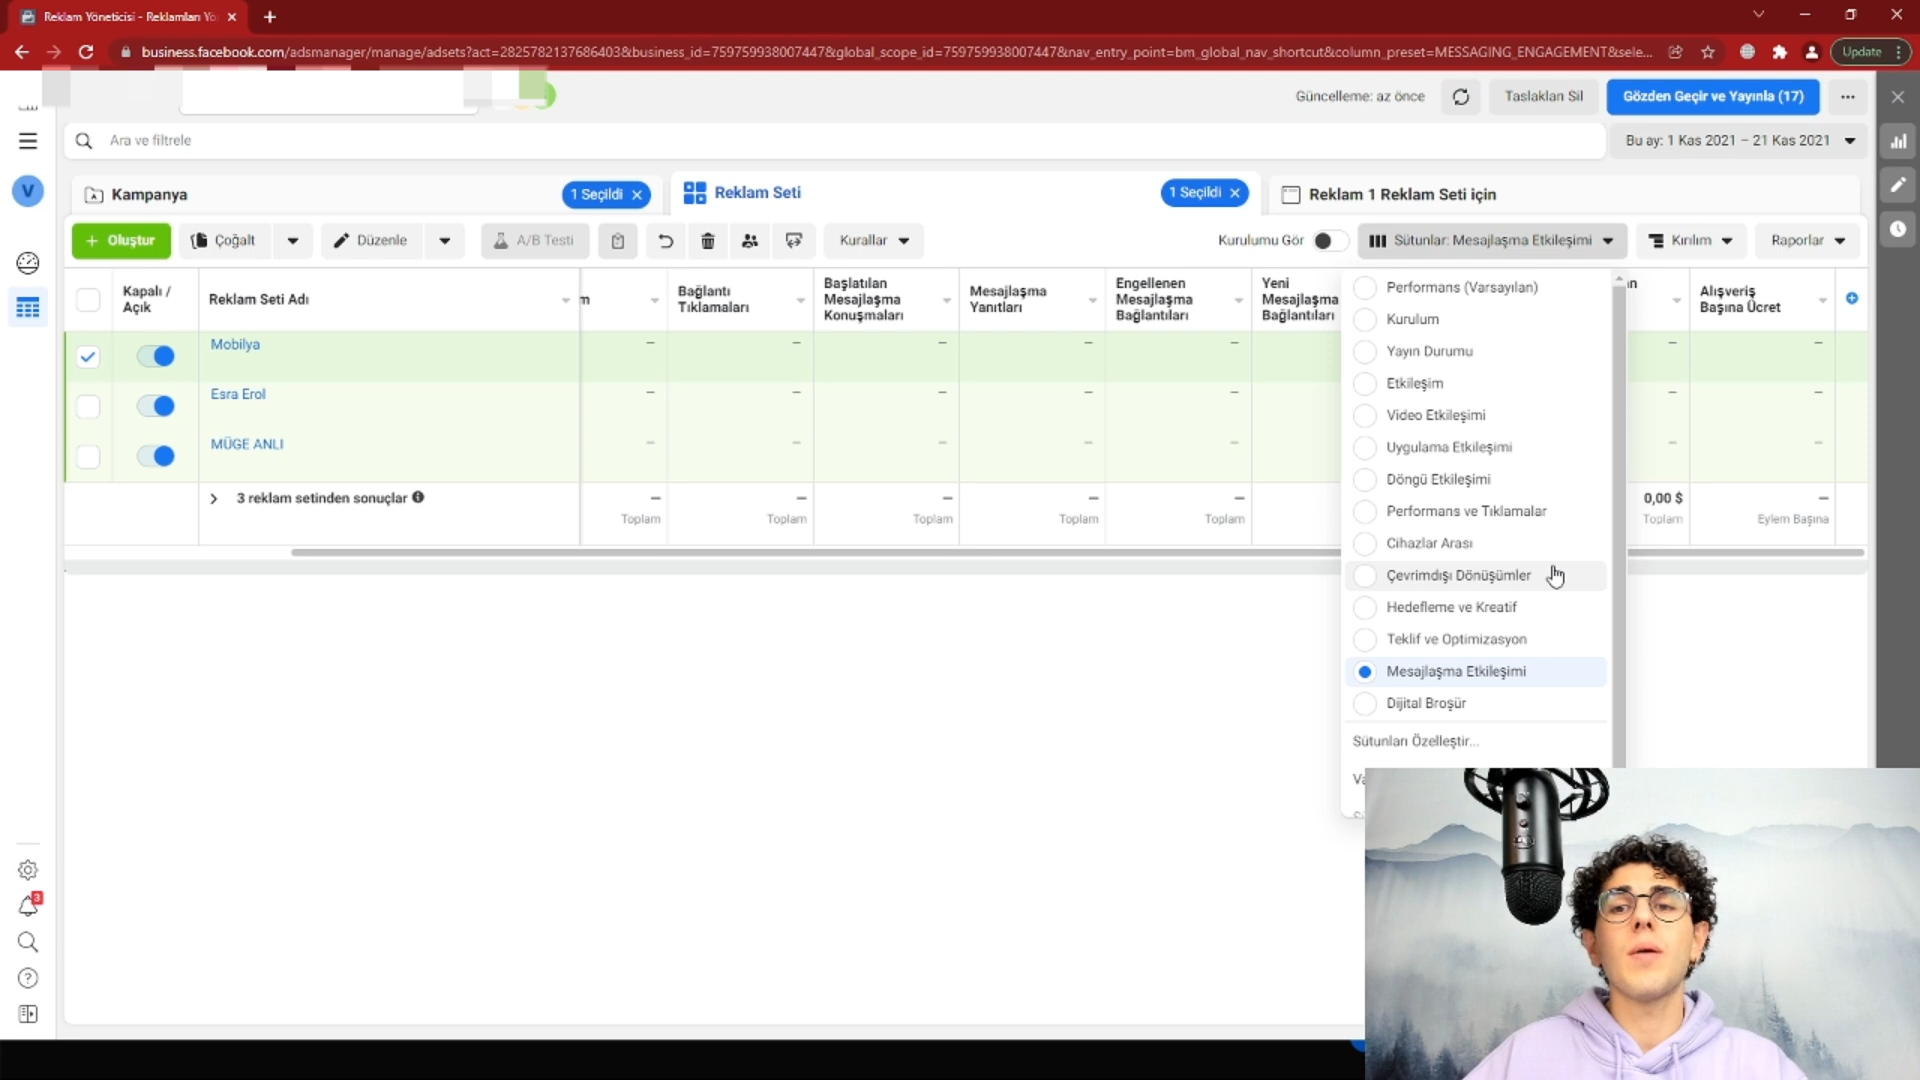 Reklam Yöneticisi - Reklamları Yö
business.facebook.com/adsmanager/manage/adsets?act=2825782137686403&business_id=759759938007447&global_scope_id=759759938007447&nav_entry_point=bm_global_nav_shortcut&column_preset=MESSAGING_ENGAGEMENT&sele...
Update
Güncelleme: az önce
Taslakları Sil
Gözden Geçir ve Yayınla (17)
Ara ve filtrele
Bu ay: 1 Kas 2021 – 21 Kas 2021
V
Kampanya
1 Seçildi
Reklam Seti
1 Seçildi
Reklam 1 Reklam Seti için
+ Oluştur
Çoğalt
Düzenle
A/B Testi
Kurallar
Kurulumu Gör
Sütunlar: Mesajlaşma Etkileşimi
Kırılım
Raporlar
Kapalı / Açık
Reklam Seti Adı
m
Bağlantı Tıklamaları
Başlatılan Mesajlaşma Konuşmaları
Mesajlaşma Yanıtları
Engellenen Mesajlaşma Bağlantıları
Yeni Mesajlaşma Bağlantıları
Alışveriş Başına Ücret
Mobilya
— — — — — — —
Esra Erol
— — — — — — —
MÜGE ANLI
— — — — — — —
3 reklam setinden sonuçlar
— — — — — 0,00 $ —
Toplam Toplam Toplam Toplam Toplam Toplam Eylem Başına
Performans (Varsayılan)
Kurulum
Yayın Durumu
Etkileşim
Video Etkileşimi
Uygulama Etkileşimi
Döngü Etkileşimi
Performans ve Tıklamalar
Cihazlar Arası
Çevrimdışı Dönüşümler
Hedefleme ve Kreatif
Teklif ve Optimizasyon
Mesajlaşma Etkileşimi
Dijital Broşür
Sütunları Özelleştir...
3